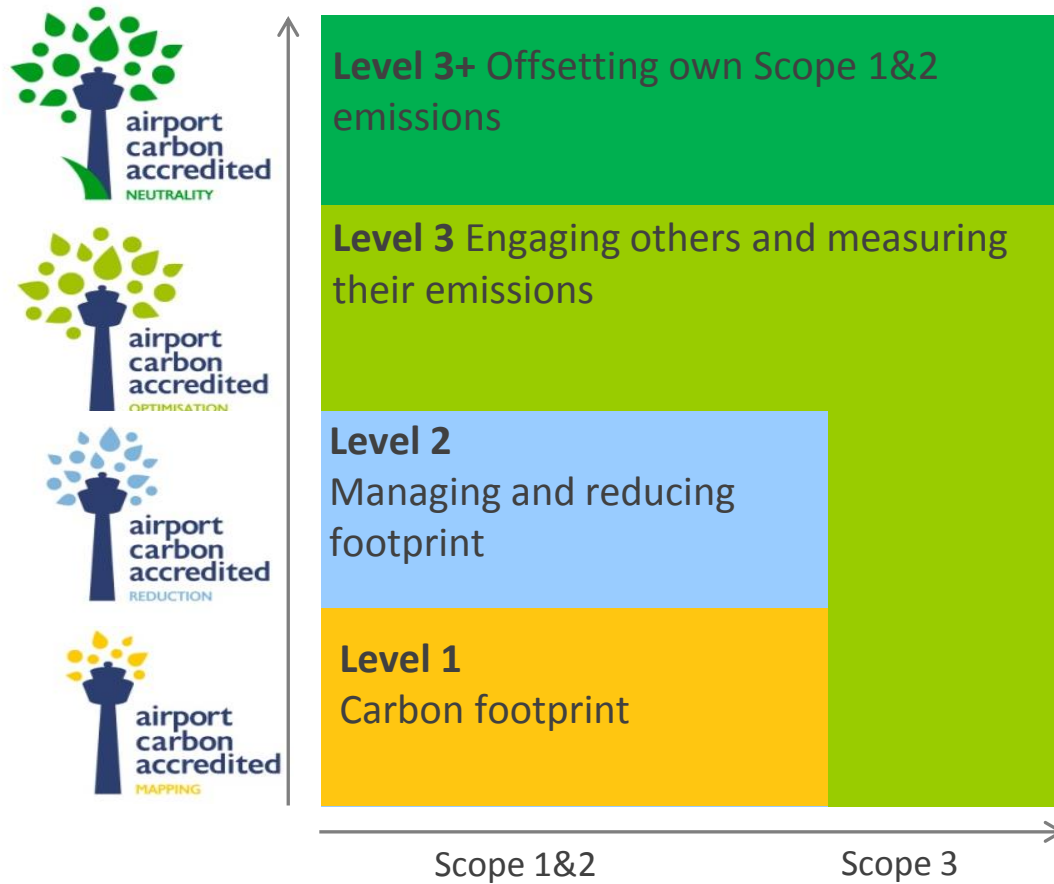 airport
carbon
accredited
NEUTRALITY
Level 3+ Offsetting own Scope 1&2
emissions
airport
carbon
accredited
OPTIMISATION
Level 3 Engaging others and measuring
their emissions
airport
carbon
accredited
REDUCTION
Level 2
Managing and reducing
footprint
airport
carbon
accredited
MAPPING
Level 1
Carbon footprint
Scope 1&2
Scope 3